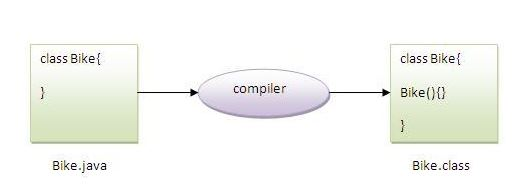 class Bike{
}
Bike.java
compiler
class Bike{
Bike(){}
}
Bike.class